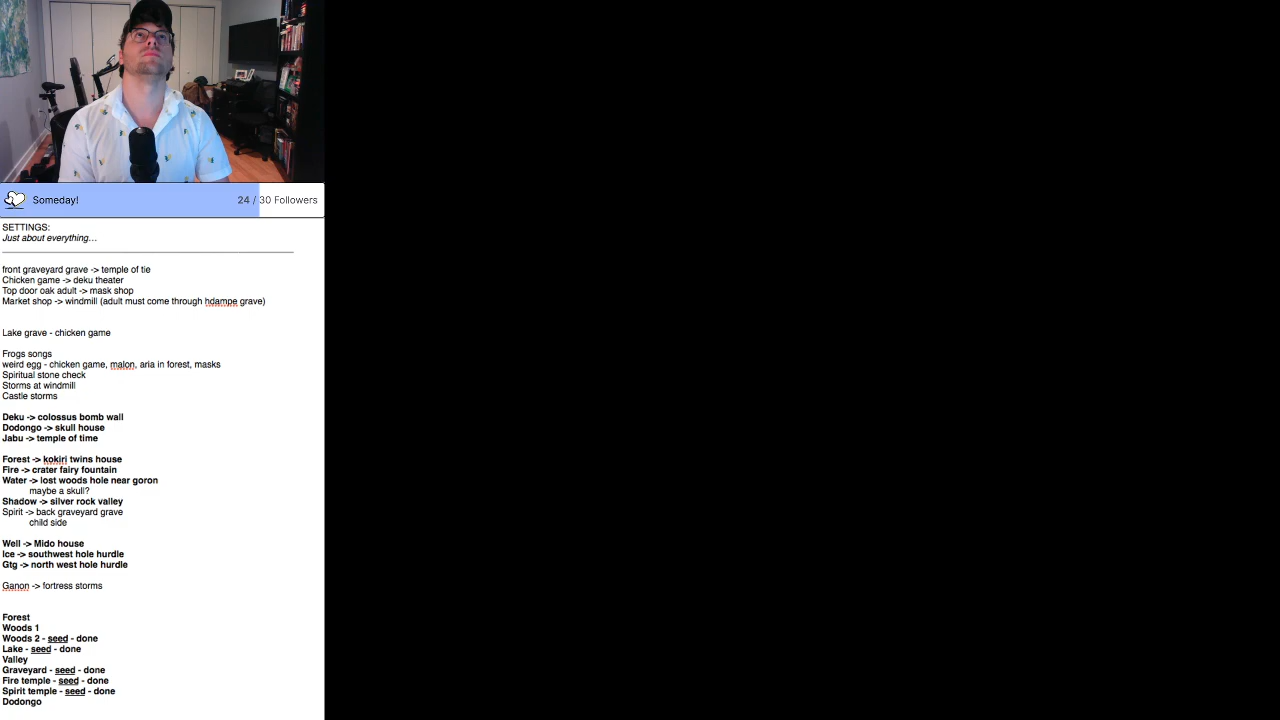 Someday!
24 / 30 Followers
SETTINGS:
Just about everything...
front graveyard grave -> temple of tie
Chicken game -> deku theater
Top door oak adult -> mask shop
Market shop -> windmill (adult must come through hdampe grave)
Lake grave - chicken game
Frogs songs
weird egg - chicken game, malon, aria in forest, masks
Spiritual stone check
Storms at windmill
Castle storms
Deku -> colossus bomb wall
Dodongo -> skull house
Jabu -> temple of time
Forest -> kokiri twins house
Fire -> crater fairy fountain
Water -> lost woods hole near goron
maybe a skull?
Shadow -> silver rock valley
Spirit -> back graveyard grave
child side
Well -> Mido house
Ice -> southwest hole hurdle
Gtg -> north west hole hurdle
Ganon -> fortress storms
Forest
Woods 1
Woods 2 - seed - done
Lake - seed - done
Valley
Graveyard - seed - done
Fire temple - seed - done
Spirit temple - seed - done
Dodongo